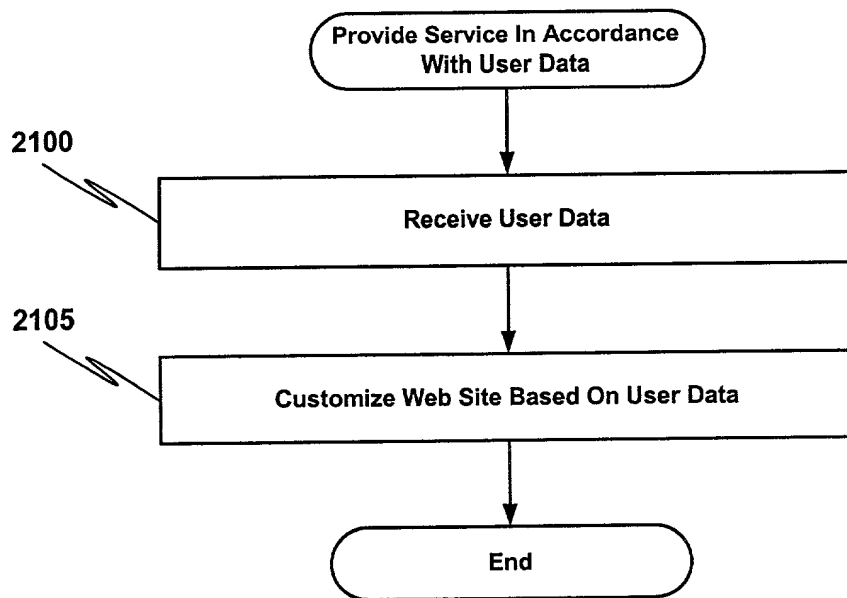 Provide Service In Accordance
With User Data
2100
Receive User Data
2105
Customize Web Site Based On User Data
End